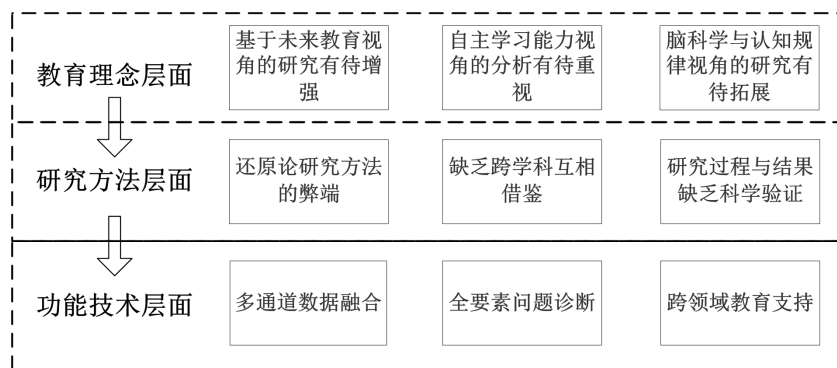 教育理念层面
基于未来教育视
角的研究有待增
强
自主学习能力视
角的分析有待重
视
脑科学与认知规
律视角的研究有
待拓展
研究方法层面
还原论研究方法
的弊端
缺乏跨学科互相
借鉴
研究过程与结果
缺乏科学验证
功能技术层面
多通道数据融合
全要素问题诊断
跨领域教育支持